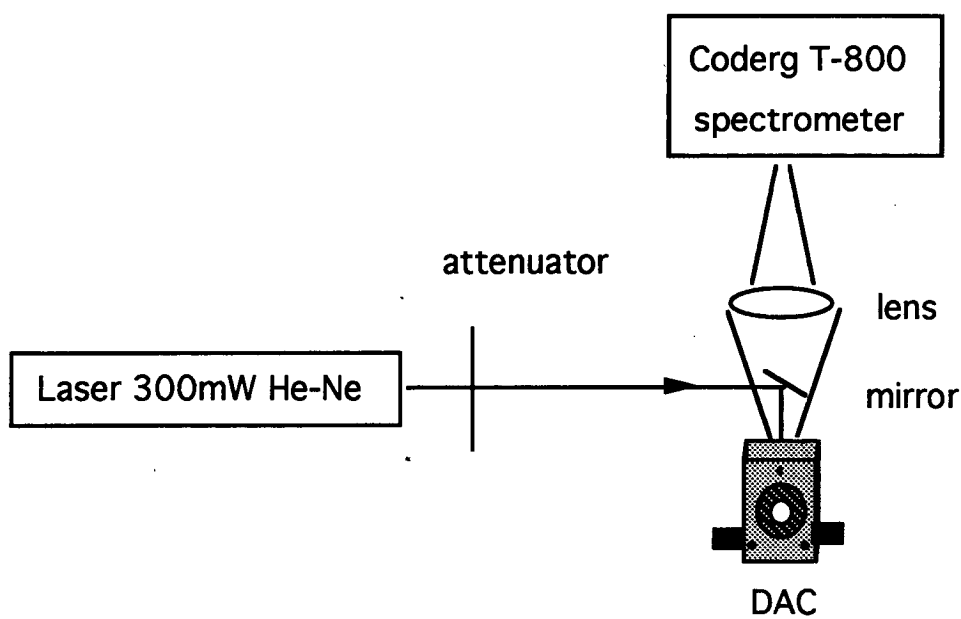 Coderg T-800
spectrometer
attenuator
lens
Laser 300mW He-Ne
mirror
DAC